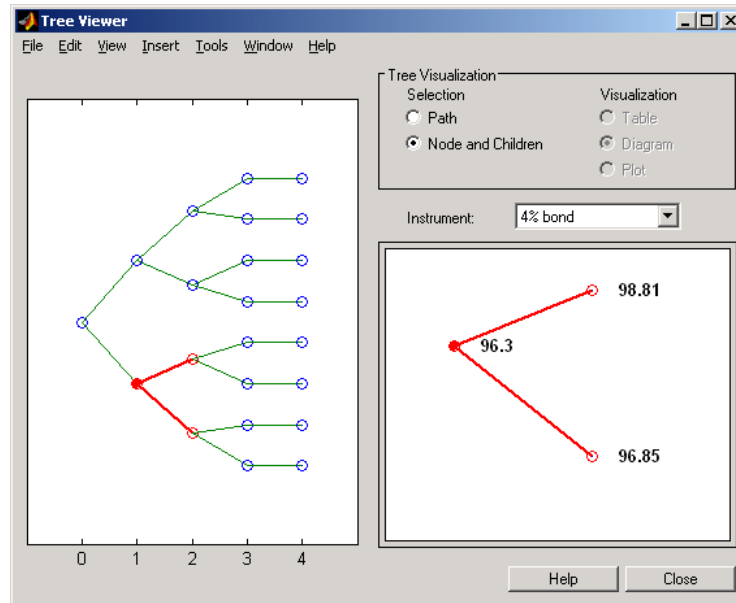 Tree Viewer
File Edit View Insert Tools Window Help
Tree Visualization
Selection
Visualization
Path
Table
Node and Children
Diagram
Plot
Instrument:
4% bond
98.81
96.3
96.85
0 1 2 3 4
Help
Close